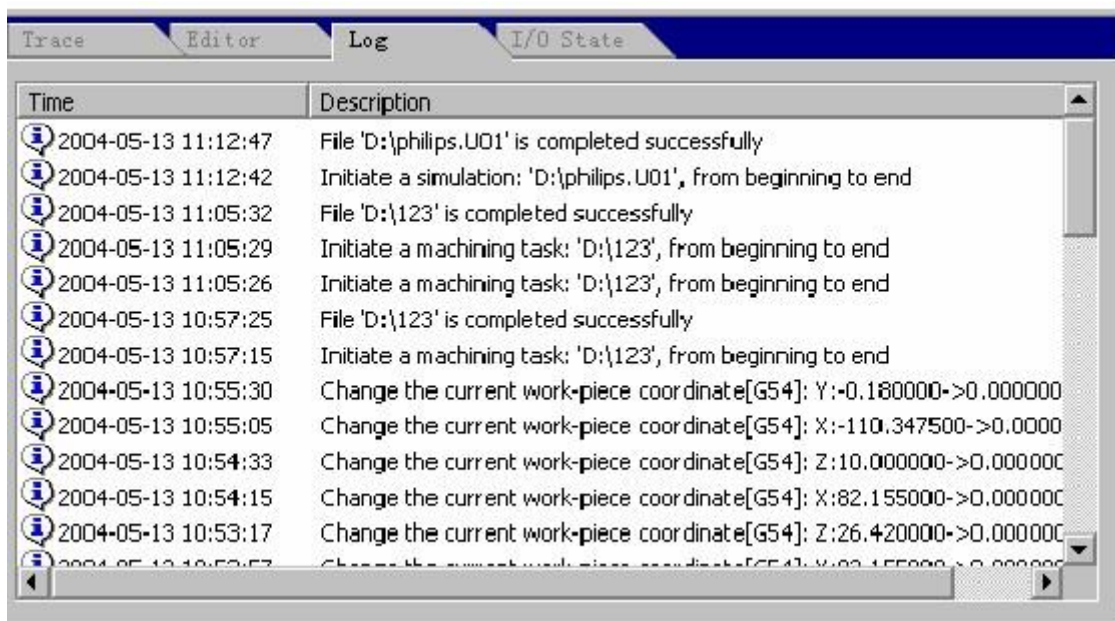 Trace Editor Log I/O State
Time Description
2004-05-13 11:12:47 File 'D:\philips.U01' is completed successfully
2004-05-13 11:12:42 Initiate a simulation: 'D:\philips.U01', from beginning to end
2004-05-13 11:05:32 File 'D:\123' is completed successfully
2004-05-13 11:05:29 Initiate a machining task: 'D:\123', from beginning to end
2004-05-13 11:05:26 Initiate a machining task: 'D:\123', from beginning to end
2004-05-13 10:57:25 File 'D:\123' is completed successfully
2004-05-13 10:57:15 Initiate a machining task: 'D:\123', from beginning to end
2004-05-13 10:55:30 Change the current work-piece coordinate[G54]: Y:-0.180000->0.000000
2004-05-13 10:55:05 Change the current work-piece coordinate[G54]: X:-110.347500->0.0000
2004-05-13 10:54:33 Change the current work-piece coordinate[G54]: Z:10.000000->0.000000
2004-05-13 10:54:15 Change the current work-piece coordinate[G54]: X:82.155000->0.000000
2004-05-13 10:53:17 Change the current work-piece coordinate[G54]: Z:26.420000->0.000000